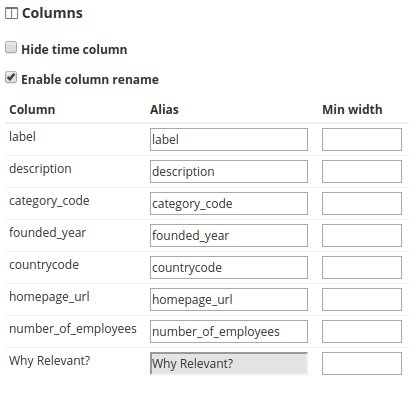 Columns
Hide time column
Enable column rename
Column Alias Min width
label label
description description
category_code category_code
founded_year founded_year
countrycode countrycode
homepage_url homepage_url
number_of_employees number_of_employees
Why Relevant? Why Relevant?